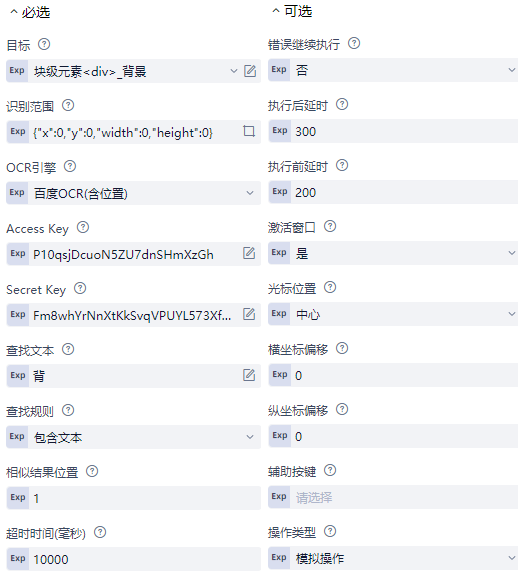 必选
目标
Exp 块级元素<div>_背景
识别范围
Exp {"x":0,"y":0,"width":0,"height":0}
OCR引擎
Exp 百度OCR(含位置)
Access Key
Exp P10qsjDcuoN5ZU7dnSHmXzGh
Secret Key
Exp Fm8whYrNnXtKkSvqVPUYL573Xf...
查找文本
Exp 背
查找规则
Exp 包含文本
相似结果位置
Exp 1
超时时间(毫秒)
Exp 10000
可选
错误继续执行
Exp 否
执行后延时
Exp 300
执行前延时
Exp 200
激活窗口
Exp 是
光标位置
Exp 中心
横坐标偏移
Exp 0
纵坐标偏移
Exp 0
辅助按键
Exp 请选择
操作类型
Exp 模拟操作